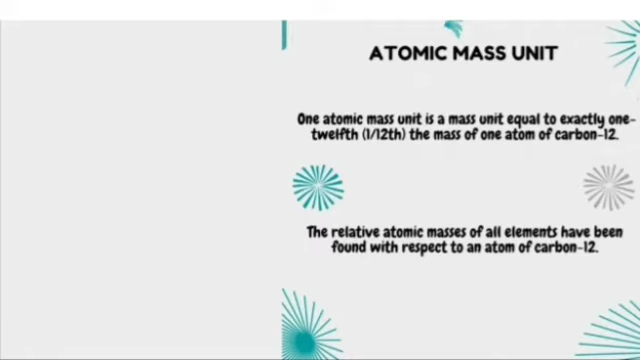 ATOMIC MASS UNIT
One atomic mass unit is a mass unit equal to exactly one-
twelfth (1/12th) the mass of one atom of carbon-12.
The relative atomic masses of all elements have been
found with respect to an atom of carbon-12.